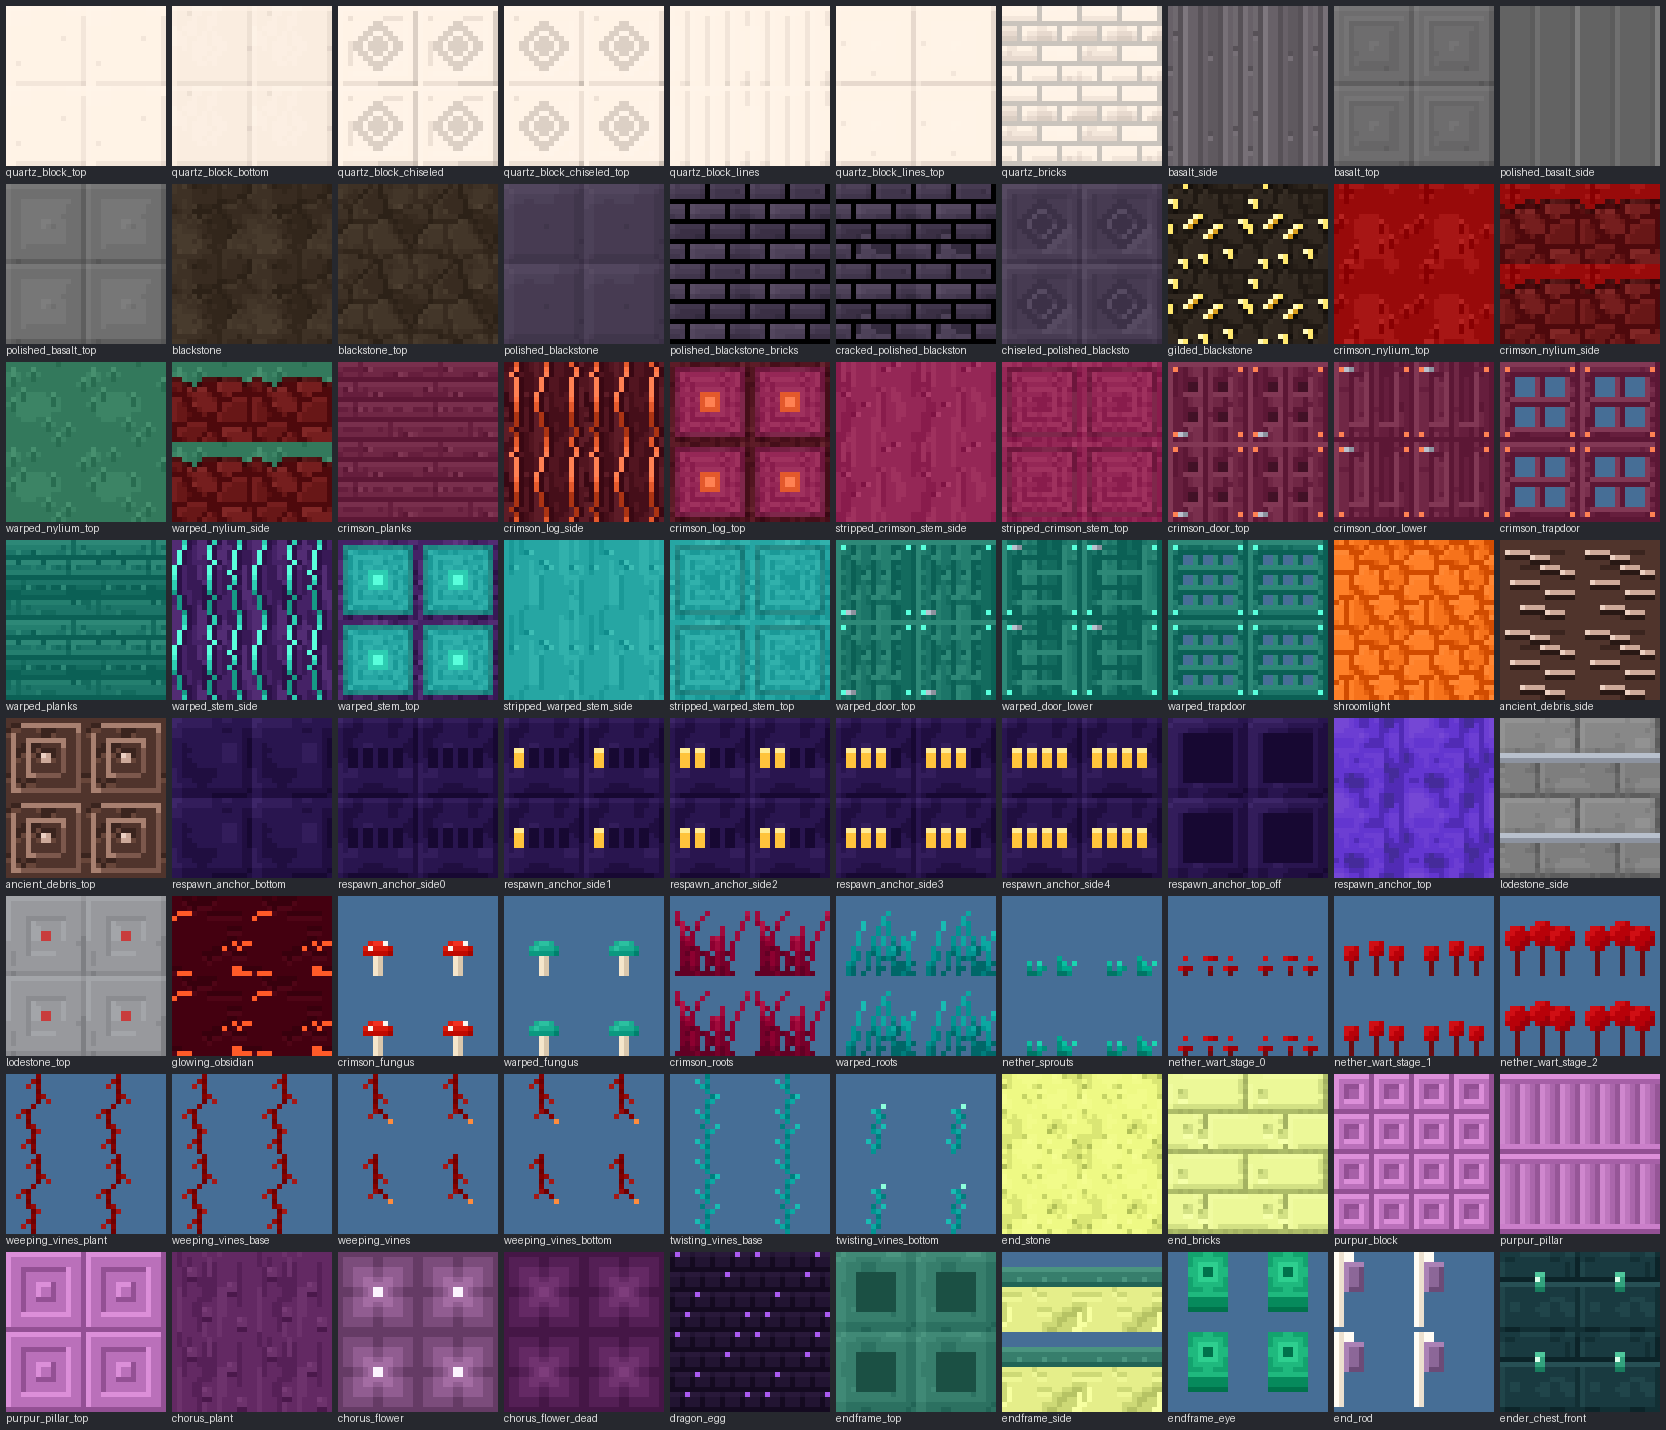 quartz_block_top quartz_block_bottom quartz_block_chiseled quartz_block_chiseled_top quartz_block_lines quartz_block_lines_top quartz_bricks basalt_side basalt_top polished_basalt_side
polished_basalt_top blackstone blackstone_top polished_blackstone polished_blackstone_bricks cracked_polished_blackston chiseled_polished_blacksto gilded_blackstone crimson_nylium_top crimson_nylium_side
warped_nylium_top warped_nylium_side crimson_planks crimson_log_side crimson_log_top stripped_crimson_stem_side stripped_crimson_stem_top crimson_door_top crimson_door_lower crimson_trapdoor
warped_planks warped_stem_side warped_stem_top stripped_warped_stem_side stripped_warped_stem_top warped_door_top warped_door_lower warped_trapdoor shroomlight ancient_debris_side
ancient_debris_top respawn_anchor_bottom respawn_anchor_side0 respawn_anchor_side1 respawn_anchor_side2 respawn_anchor_side3 respawn_anchor_side4 respawn_anchor_top_off respawn_anchor_top lodestone_side
lodestone_top glowing_obsidian crimson_fungus warped_fungus crimson_roots warped_roots nether_sprouts nether_wart_stage_0 nether_wart_stage_1 nether_wart_stage_2
weeping_vines_plant weeping_vines_base weeping_vines weeping_vines_bottom twisting_vines_base twisting_vines_bottom end_stone end_bricks purpur_block purpur_pillar
purpur_pillar_top chorus_plant chorus_flower chorus_flower_dead dragon_egg endframe_top endframe_side endframe_eye end_rod ender_chest_front